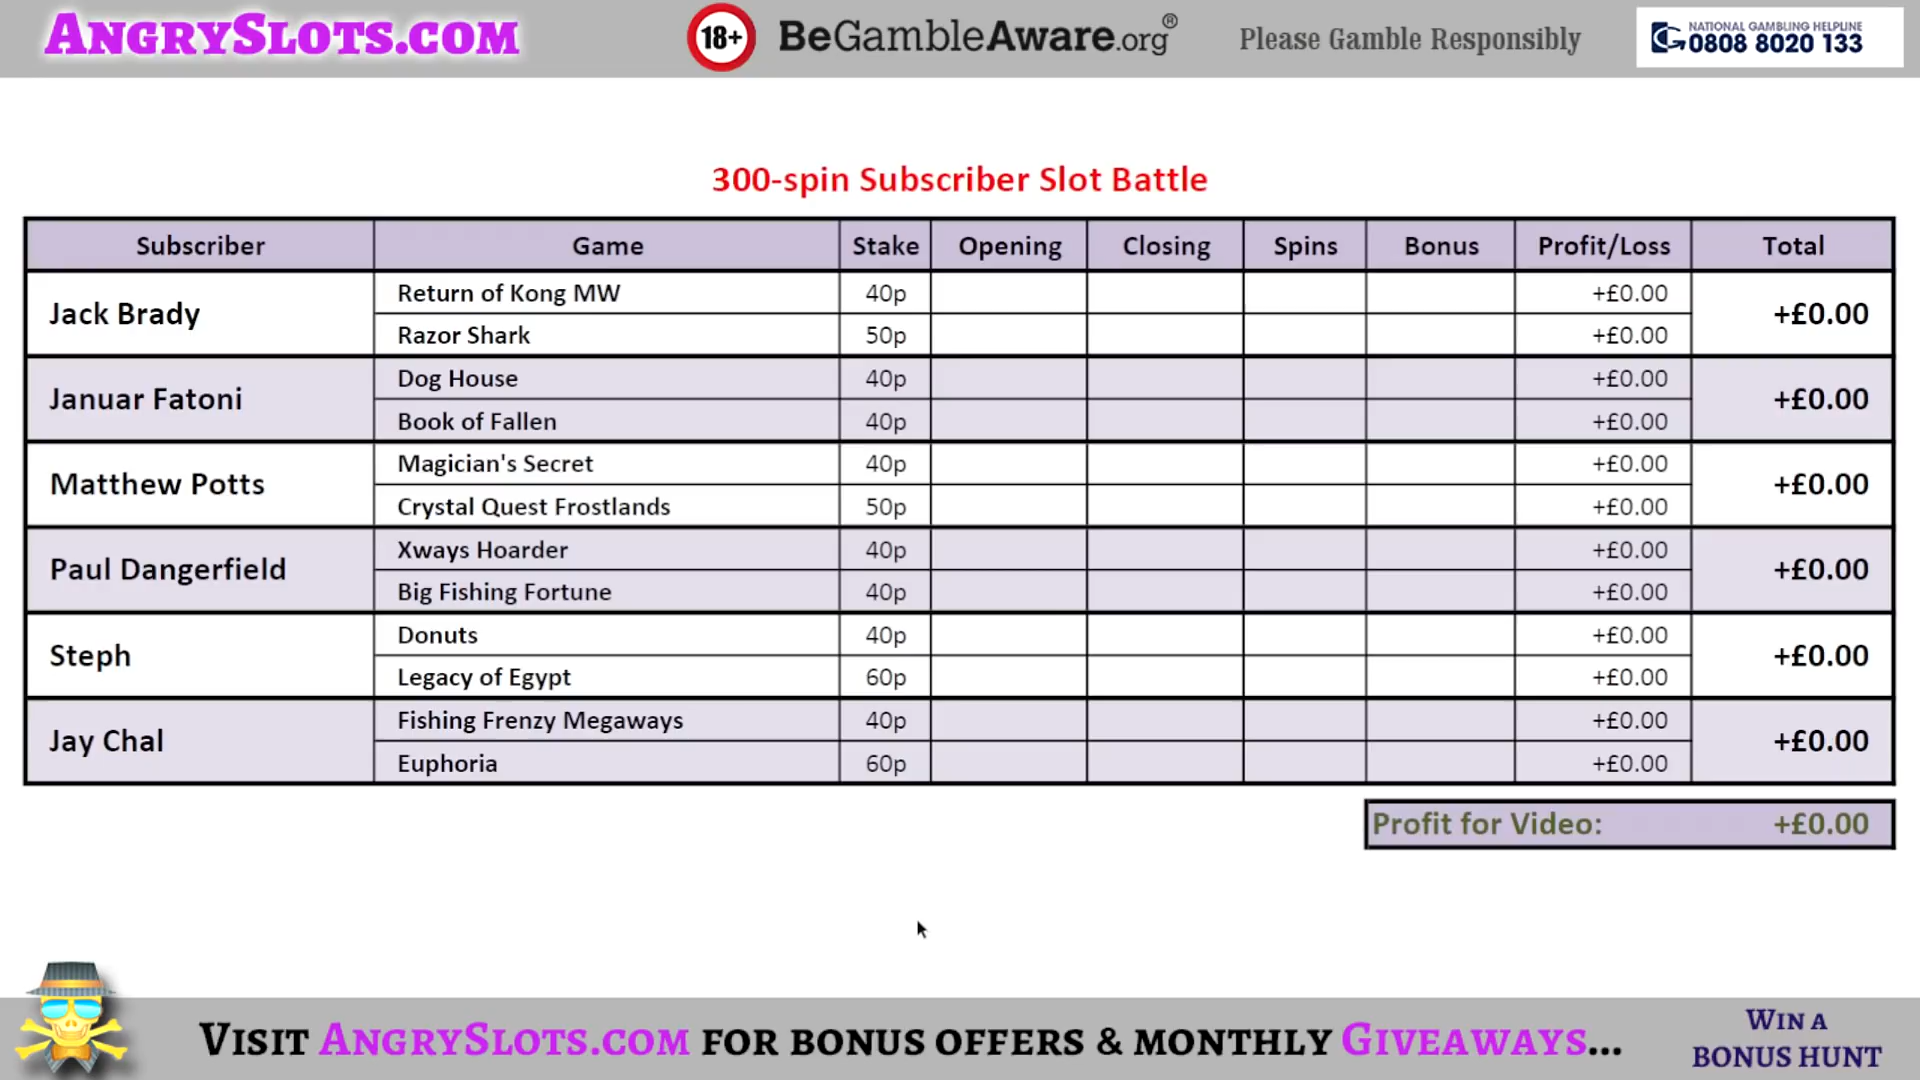 AngrySlots.com
18+ BeGambleAware.org® Please Gamble Responsibly
NATIONAL GAMBLING HELPLINE
0808 8020 133
300-spin Subscriber Slot Battle
Subscriber Game Stake Opening Closing Spins Bonus Profit/Loss Total
Jack Brady Return of Kong MW 40p +£0.00 +£0.00
Razor Shark 50p +£0.00
Januar Fatoni Dog House 40p +£0.00 +£0.00
Book of Fallen 40p +£0.00
Matthew Potts Magician's Secret 40p +£0.00 +£0.00
Crystal Quest Frostlands 50p +£0.00
Paul Dangerfield Xways Hoarder 40p +£0.00 +£0.00
Big Fishing Fortune 40p +£0.00
Steph Donuts 40p +£0.00 +£0.00
Legacy of Egypt 60p +£0.00
Jay Chal Fishing Frenzy Megaways 40p +£0.00 +£0.00
Euphoria 60p +£0.00
Profit for Video: +£0.00
Visit AngrySlots.com for bonus offers & monthly Giveaways...
Win a
Bonus Hunt